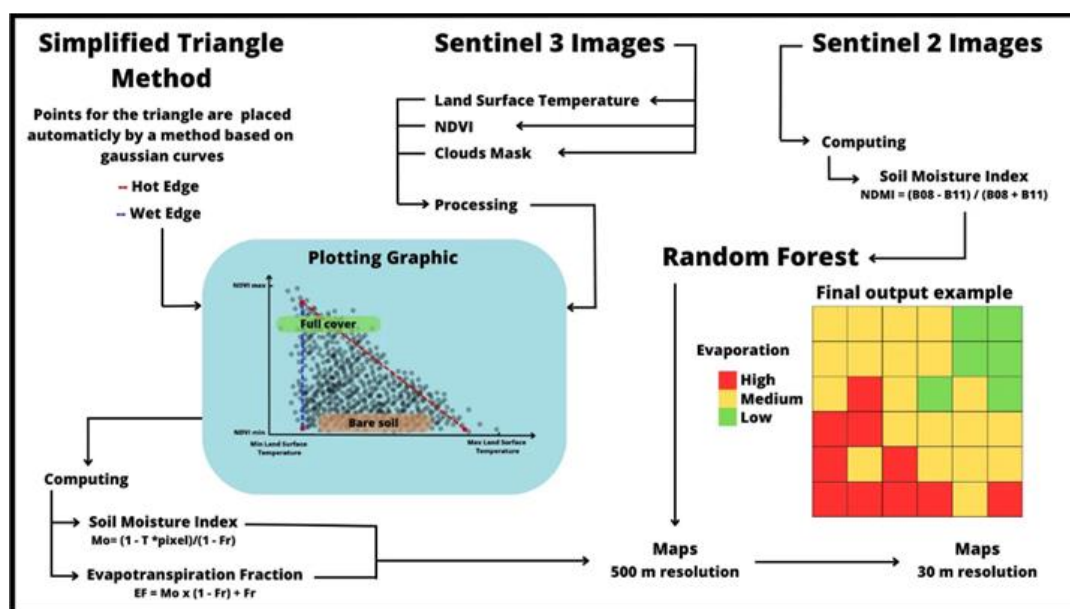 Simplified Triangle
Method
Points for the triangle are placed
automaticly by a method based on
gaussian curves
-- Hot Edge
-- Wet Edge
Sentinel 3 Images
Land Surface Temperature
NDVI
Clouds Mask
Processing
Sentinel 2 Images
Computing
Soil Moisture Index
NDMI = (B08 - B11) / (B08 + B11)
Random Forest
Plotting Graphic
NDVI max
Full cover
Bare soil
NDVI min
Min Land Surface
Temperature
Max Land Surface
Temperature
Final output example
Evaporation
High
Medium
Low
Computing
Soil Moisture Index
Mo= (1 - T *pixel)/(1 - Fr)
Evapotranspiration Fraction
EF = Mo x (1 - Fr) + Fr
Maps
500 m resolution
Maps
30 m resolution